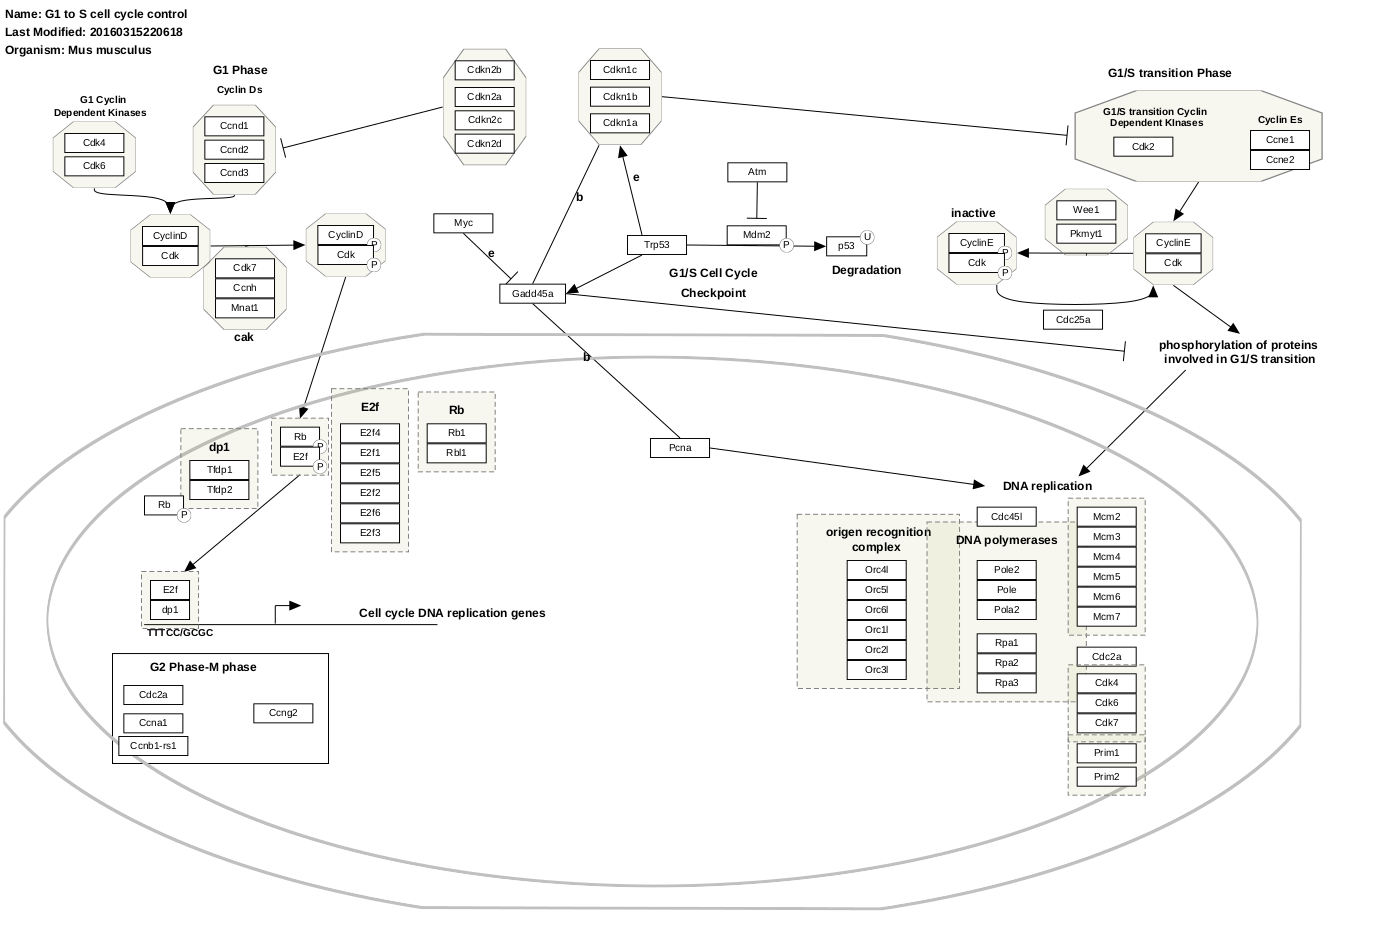 Name: G1 to S cell cycle control
Last Modified: 20160315220618
Organism: Mus musculus
G1 Phase
Cyclin Ds
G1 Cyclin
Dependent Kinases
Cdk4
Cdk6
Ccnd1
Ccnd2
Ccnd3
Cdkn2b
Cdkn2a
Cdkn2c
Cdkn2d
Cdkn1c
Cdkn1b
Cdkn1a
G1/S transition Phase
G1/S transition Cyclin
Dependent KInases
Cdk2
Cyclin Es
Ccne1
Ccne2
CyclinD
Cdk
CyclinD
P
Cdk
P
Cdk7
Ccnh
Mnat1
cak
Myc
e
b
e
Atm
Trp53
Mdm2
P
p53
U
Degradation
G1/S Cell Cycle
Checkpoint
Gadd45a
inactive
CyclinE
P
Cdk
P
Wee1
Pkmyt1
CyclinE
Cdk
Cdc25a
phosphorylation of proteins
involved in G1/S transition
b
dp1
Tfdp1
Tfdp2
Rb
P
Rb
P
E2f
P
E2f
E2f4
E2f1
E2f5
E2f2
E2f6
E2f3
Rb
Rb1
Rbl1
Pcna
DNA replication
E2f
dp1
TTTCC/GCGC
Cell cycle DNA replication genes
G2 Phase-M phase
Cdc2a
Ccna1
Ccnb1-rs1
Ccng2
origen recognition
complex
Orc4l
Orc5l
Orc6l
Orc1l
Orc2l
Orc3l
Cdc45l
DNA polymerases
Pole2
Pole
Pola2
Rpa1
Rpa2
Rpa3
Mcm2
Mcm3
Mcm4
Mcm5
Mcm6
Mcm7
Cdc2a
Cdk4
Cdk6
Cdk7
Prim1
Prim2